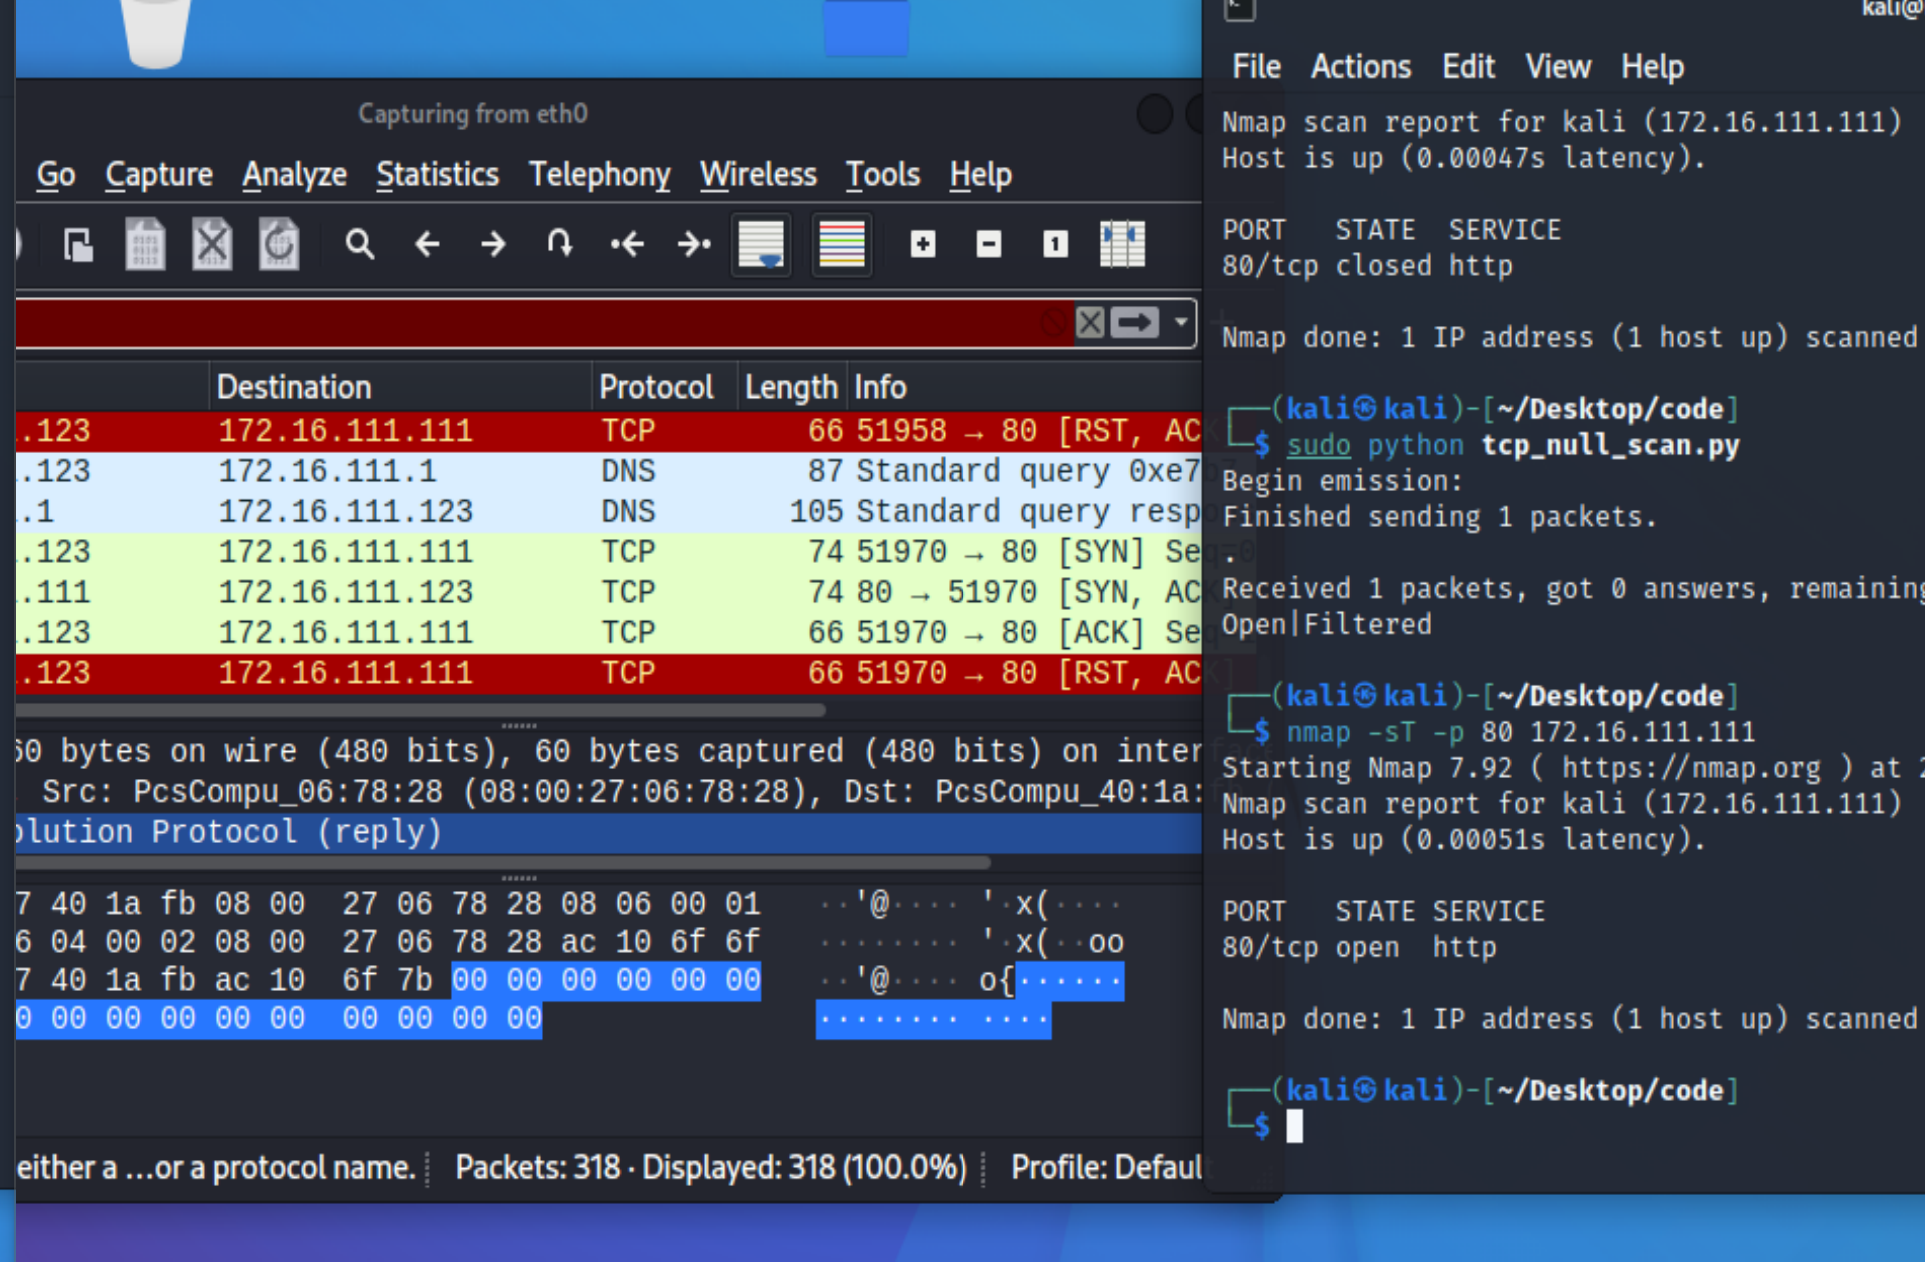 Capturing from eth0
Go Capture Analyze Statistics Telephony Wireless Tools Help
Destination Protocol Length Info
.123 172.16.111.111 TCP 66 51958 → 80 [RST, AC
.123 172.16.111.1 DNS 87 Standard query 0xe7b
.1 172.16.111.123 DNS 105 Standard query respo
.123 172.16.111.111 TCP 74 51970 → 80 [SYN] Seq=0
.111 172.16.111.123 TCP 74 80 → 51970 [SYN, ACK
.123 172.16.111.111 TCP 66 51970 → 80 [ACK] Seq
.123 172.16.111.111 TCP 66 51970 → 80 [RST, ACK]
60 bytes on wire (480 bits), 60 bytes captured (480 bits) on interface
Src: PcsCompu_06:78:28 (08:00:27:06:78:28), Dst: PcsCompu_40:1a:fb
olution Protocol (reply)
7 40 1a fb 08 00 27 06 78 28 08 06 00 01 ··'@···· '·x(····
6 04 00 02 08 00 27 06 78 28 ac 10 6f 6f ········ '·x(··oo
7 40 1a fb ac 10 6f 7b 00 00 00 00 00 00 ··'@···· o{······
0 00 00 00 00 00 00 00 00 00 ········ ····
either a …or a protocol name. Packets: 318 · Displayed: 318 (100.0%) Profile: Default
kali@
File Actions Edit View Help
Nmap scan report for kali (172.16.111.111)
Host is up (0.00047s latency).
PORT STATE SERVICE
80/tcp closed http
Nmap done: 1 IP address (1 host up) scanned
┌──(kali㉿kali)-[~/Desktop/code]
└─$ sudo python tcp_null_scan.py
Begin emission:
Finished sending 1 packets.
.
Received 1 packets, got 0 answers, remaining
Open|Filtered
┌──(kali㉿kali)-[~/Desktop/code]
└─$ nmap -sT -p 80 172.16.111.111
Starting Nmap 7.92 ( https://nmap.org ) at 2
Nmap scan report for kali (172.16.111.111)
Host is up (0.00051s latency).
PORT STATE SERVICE
80/tcp open http
Nmap done: 1 IP address (1 host up) scanned
┌──(kali㉿kali)-[~/Desktop/code]
└─$